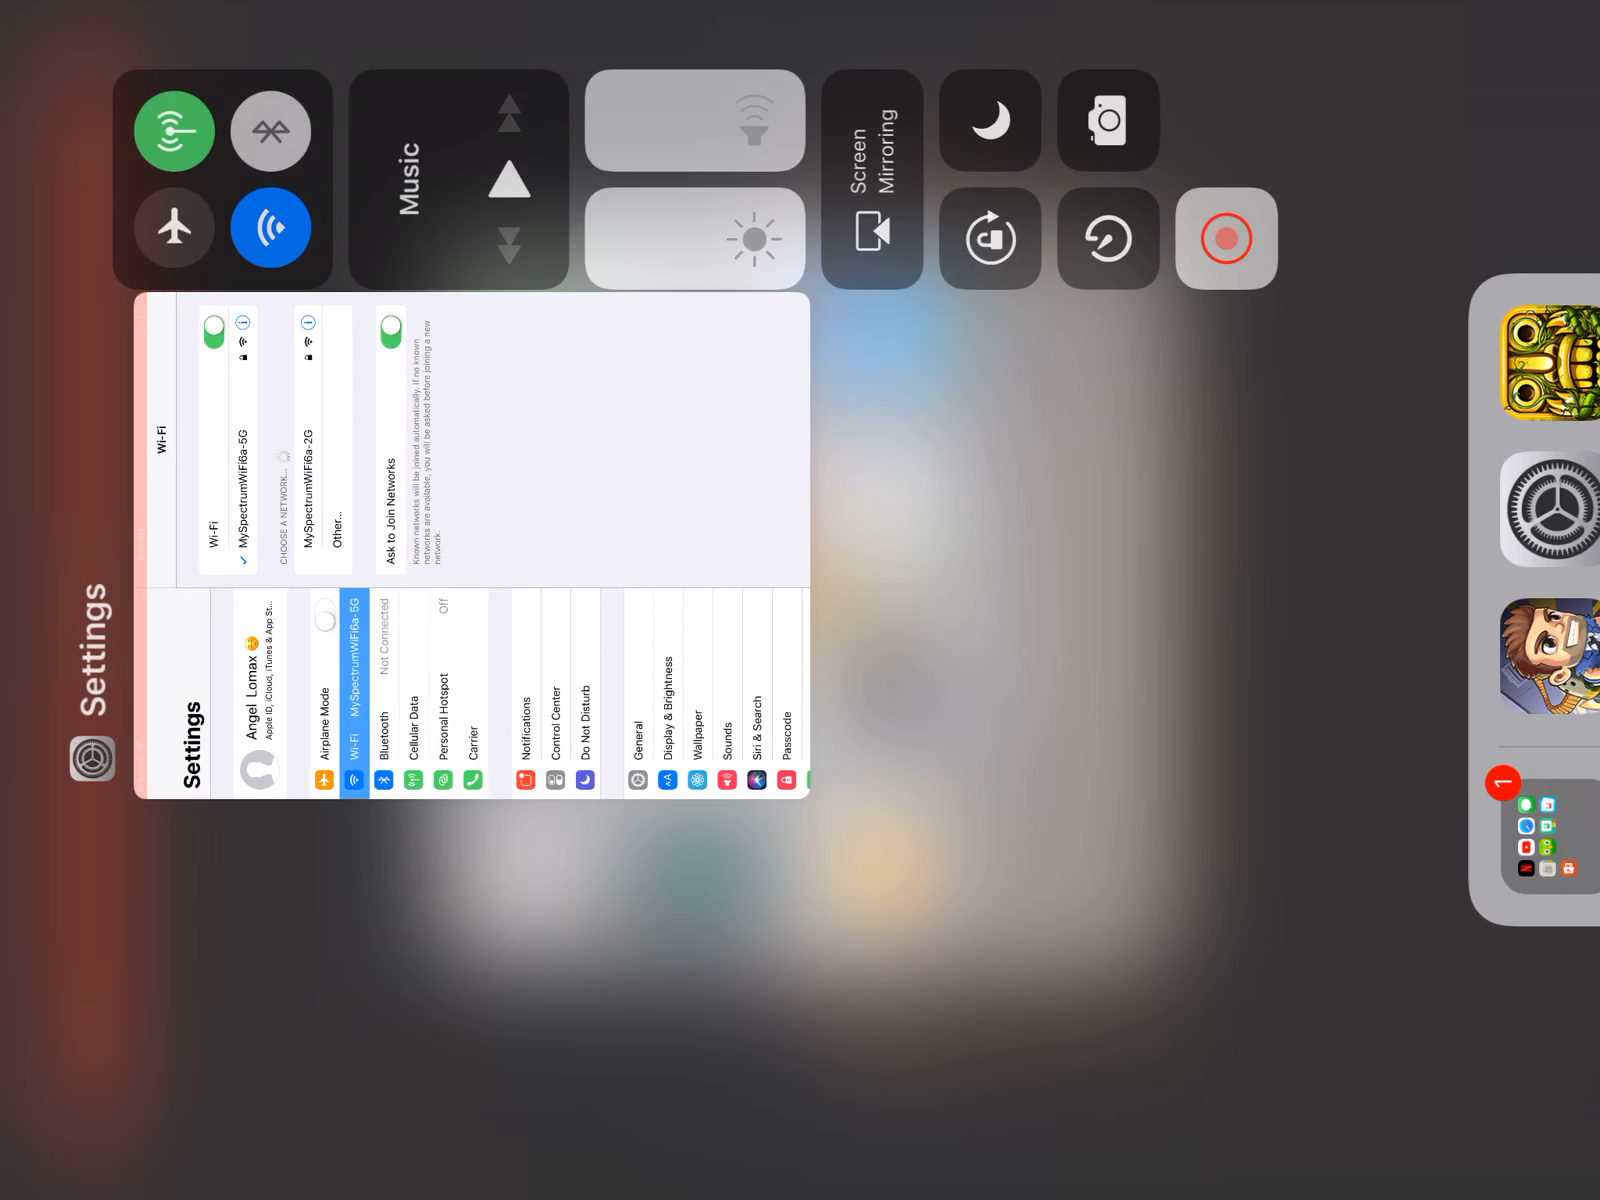 Settings
Settings
Angel Lomax 🤒
Apple ID, iCloud, iTunes & App St...
Airplane Mode
Wi-Fi MySpectrumWiFi6a-5G
Bluetooth Not Connected
Cellular Data
Personal Hotspot Off
Carrier
Notifications
Control Center
Do Not Disturb
General
AA Display & Brightness
Wallpaper
Sounds
Siri & Search
Passcode
Wi-Fi
Wi-Fi
MySpectrumWiFi6a-5G
CHOOSE A NETWORK...
MySpectrumWiFi6a-2G
Other...
Ask to Join Networks
Known networks will be joined automatically. If no known
networks are available, you will be asked before joining a new
network.
Music
Screen
Mirroring
1